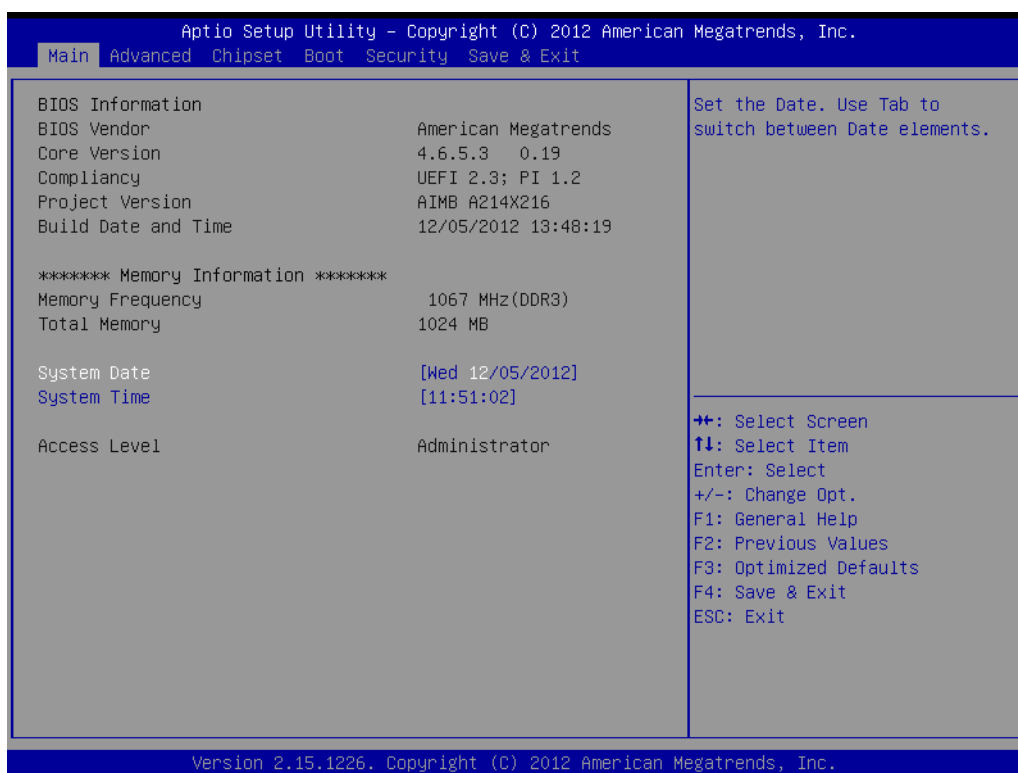 Aptio Setup Utility – Copyright (C) 2012 American Megatrends, Inc.
Main Advanced Chipset Boot Security Save & Exit
BIOS Information
BIOS Vendor American Megatrends
Core Version 4.6.5.3 0.19
Compliancy UEFI 2.3; PI 1.2
Project Version AIMB A214X216
Build Date and Time 12/05/2012 13:48:19
******* Memory Information *******
Memory Frequency 1067 MHz(DDR3)
Total Memory 1024 MB
System Date [Wed 12/05/2012]
System Time [11:51:02]
Access Level Administrator
Set the Date. Use Tab to
switch between Date elements.
→←: Select Screen
↑↓: Select Item
Enter: Select
+/-: Change Opt.
F1: General Help
F2: Previous Values
F3: Optimized Defaults
F4: Save & Exit
ESC: Exit
Version 2.15.1226. Copyright (C) 2012 American Megatrends, Inc.